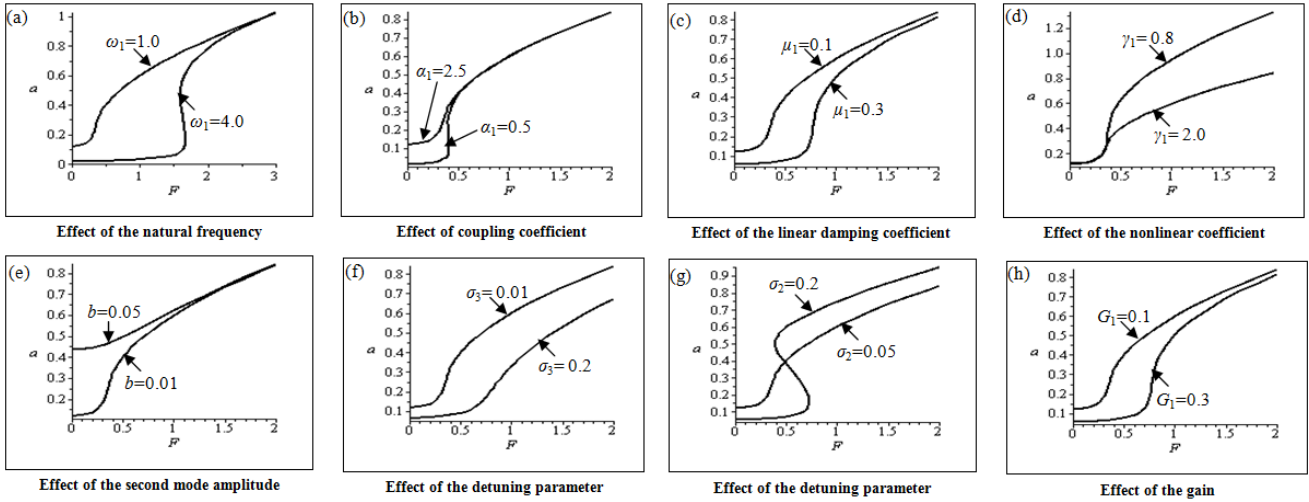 (a)
1
0.8
0.6
a
0.4
0.2
0
0 1 2 3
F
ω₁=1.0
ω₁=4.0
Effect of the natural frequency
(b)
0.8
0.7
0.6
0.5
a
0.4
0.3
0.2
0.1
0 0.5 1 1.5 2
F
α₁=2.5
α₁=0.5
Effect of coupling coefficient
(c)
0.8
0.7
0.6
0.5
a
0.4
0.3
0.2
0.1
0 0.5 1 1.5 2
F
μ₁=0.1
μ₁=0.3
Effect of the linear damping coefficient
(d)
1.2
1.0
0.8
a
0.6
0.4
0.2
0 0.5 1 1.5 2
F
γ₁=0.8
γ₁=2.0
Effect of the nonlinear coefficient
(e)
0.8
0.7
0.6
0.5
a
0.4
0.3
0.2
0 0.5 1 1.5 2
F
b=0.05
b=0.01
Effect of the second mode amplitude
(f)
0.8
0.7
0.6
0.5
a
0.4
0.3
0.2
0.1
0 0.5 1 1.5 2
F
σ₃=0.01
σ₃=0.2
Effect of the detuning parameter
(g)
0.9
0.8
0.7
0.6
a
0.5
0.4
0.3
0.2
0.1
0 0.5 1 1.5 2
F
σ₂=0.2
σ₂=0.05
Effect of the detuning parameter
(h)
0.8
0.7
0.6
0.5
a
0.4
0.3
0.2
0.1
0 0.5 1 1.5 2
F
G₁=0.1
G₁=0.3
Effect of the gain